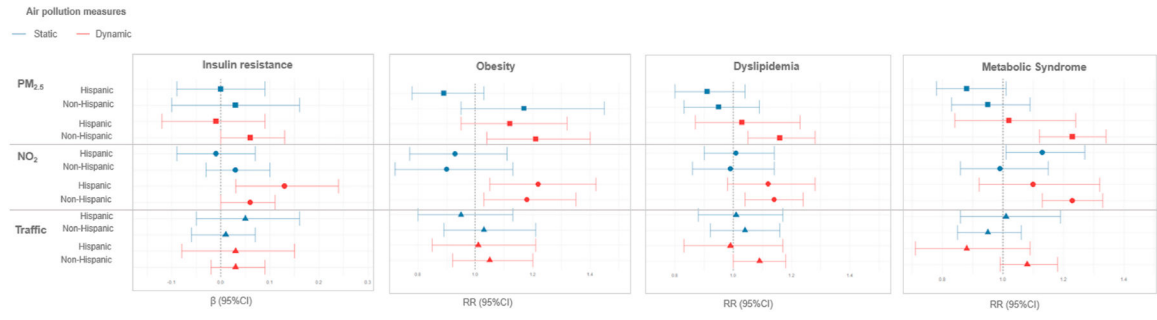 Air pollution measures
Static Dynamic
Insulin resistance Obesity Dyslipidemia Metabolic Syndrome
PM2.5
Hispanic
Non-Hispanic
Hispanic
Non-Hispanic
NO2
Hispanic
Non-Hispanic
Hispanic
Non-Hispanic
Traffic
Hispanic
Non-Hispanic
Hispanic
Non-Hispanic
-0.1 0.0 0.1 0.2 0.3 0.8 1.0 1.2 1.4 0.8 1.0 1.2 1.4 0.8 1.0 1.2 1.4
β (95%CI) RR (95%CI) RR (95%CI) RR (95%CI)